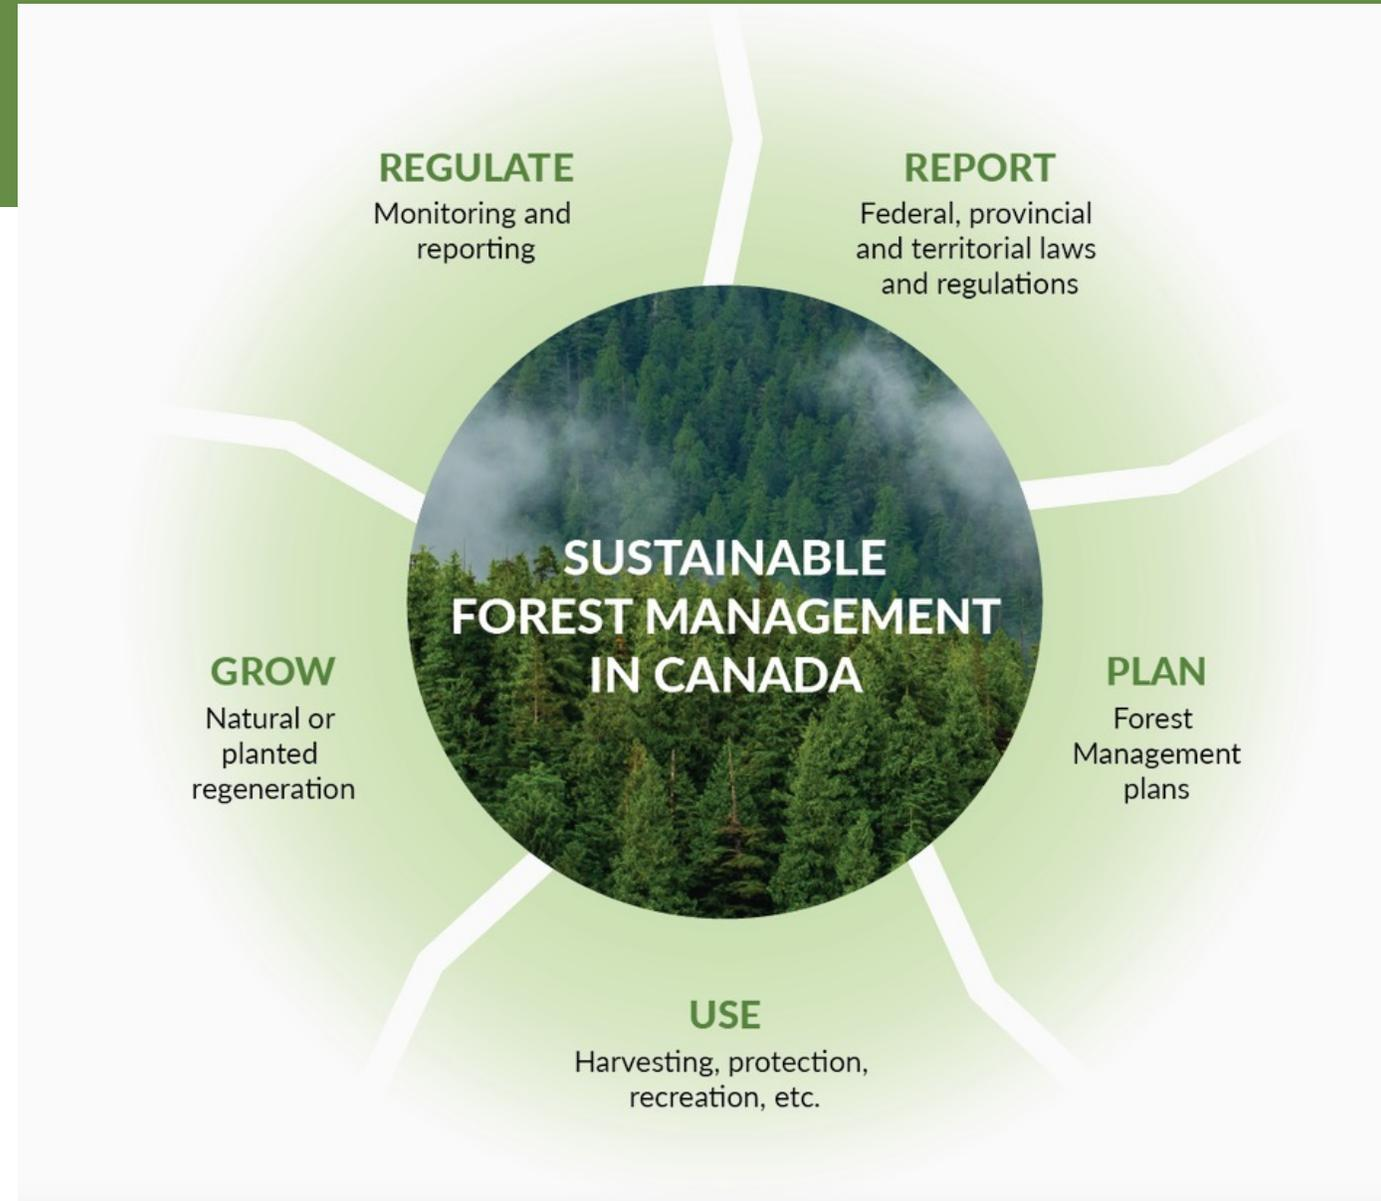 REGULATE
Monitoring and
reporting
REPORT
Federal, provincial
and territorial laws
and regulations
SUSTAINABLE
FOREST MANAGEMENT
IN CANADA
GROW
Natural or
planted
regeneration
PLAN
Forest
Management
plans
USE
Harvesting, protection,
recreation, etc.